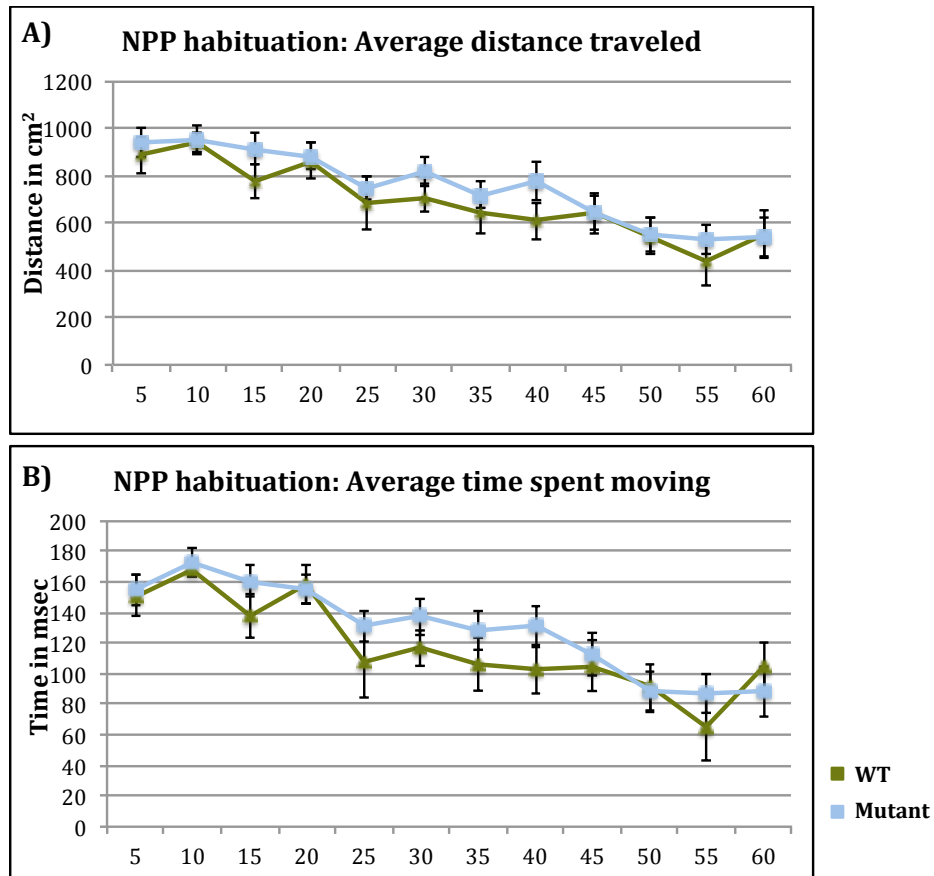 A)
NPP habituation: Average distance traveled
Distance in cm²
1200
1000
800
600
400
200
0
5 10 15 20 25 30 35 40 45 50 55 60
B)
NPP habituation: Average time spent moving
Time in msec
200
180
160
140
120
100
80
60
40
20
0
5 10 15 20 25 30 35 40 45 50 55 60
WT
Mutant